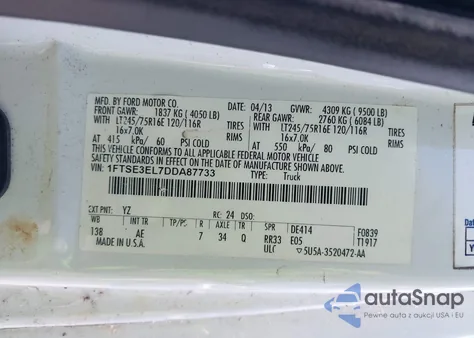 MFD. BY FORD MOTOR CO.
DATE: 04/13 GVWR: 4309 KG ( 9500 LB)
FRONT GAWR: 1837 KG ( 4050 LB) REAR GAWR: 2760 KG ( 6084 LB)
WITH LT245/75R16E 120/116R TIRES WITH LT245/75R16E 120/116R TIRES
16x7.0K RIMS 16x7.0K RIMS
AT 415 kPa/ 60 PSI COLD AT 550 kPa/ 80 PSI COLD
THIS VEHICLE CONFORMS TO ALL APPLICABLE FEDERAL MOTOR VEHICLE
SAFETY STANDARDS IN EFFECT ON THE DATE OF MANUFACTURE SHOWN ABOVE.
VIN: 1FTSE3EL7DDA87733
TYPE: Truck
EXT PNT: YZ RC: 24 DSO:
WB INT TR TP/PS R AXLE TR SPR DE414 F0839
138 AE 7 34 Q RR33 E05 T1917
MADE IN U.S.A. ULC 5U5A-3520472-AA
autoSnap
Pewne auta z aukcji USA i EU